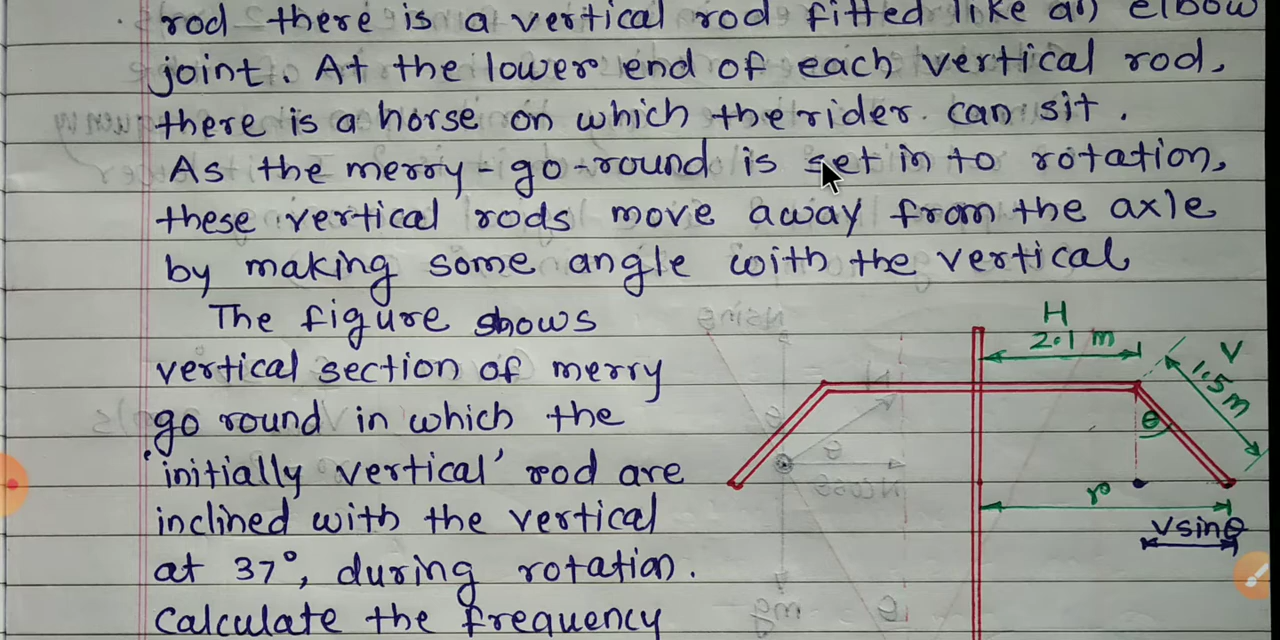 rod there is a vertical rod fitted like an elbow
joint. At the lower end of each vertical rod,
there is a horse on which the rider can sit.
As the merry-go-round is set in to rotation,
these vertical rods move away from the axle
by making some angle with the vertical
The figure shows
vertical section of merry
go round in which the
'initially vertical' rod are
inclined with the vertical
at 37°, during rotation.
Calculate the frequency
H
2.1 m
V
1.5m
θ
r
Vsinθ